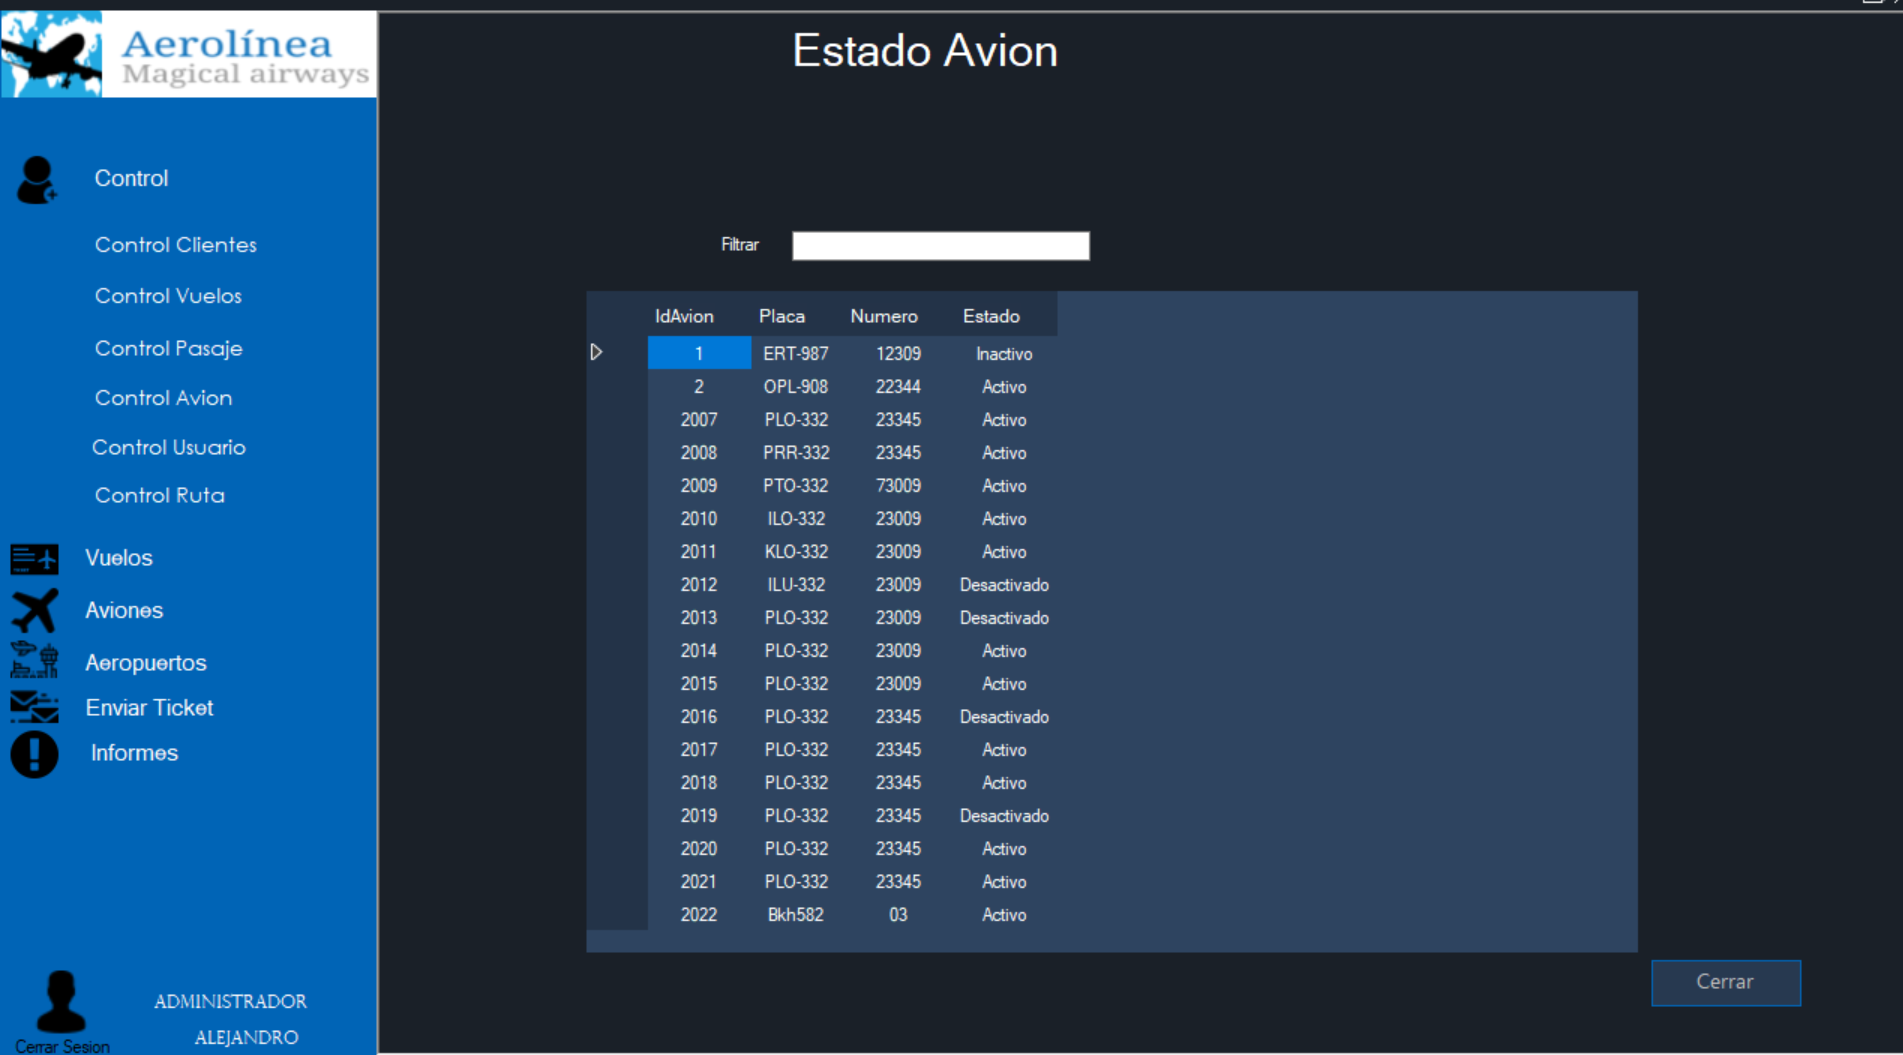 Aerolínea
Magical airways
Control
Control Clientes
Control Vuelos
Control Pasaje
Control Avion
Control Usuario
Control Ruta
Vuelos
Aviones
Aeropuertos
Enviar Ticket
Informes
ADMINISTRADOR
ALEJANDRO
Cerrar Sesion
Estado Avion
Filtrar
IdAvion Placa Numero Estado
1 ERT-987 12309 Inactivo
2 OPL-908 22344 Activo
2007 PLO-332 23345 Activo
2008 PRR-332 23345 Activo
2009 PTO-332 73009 Activo
2010 ILO-332 23009 Activo
2011 KLO-332 23009 Activo
2012 ILU-332 23009 Desactivado
2013 PLO-332 23009 Desactivado
2014 PLO-332 23009 Activo
2015 PLO-332 23009 Activo
2016 PLO-332 23345 Desactivado
2017 PLO-332 23345 Activo
2018 PLO-332 23345 Activo
2019 PLO-332 23345 Desactivado
2020 PLO-332 23345 Activo
2021 PLO-332 23345 Activo
2022 Bkh582 03 Activo
Cerrar